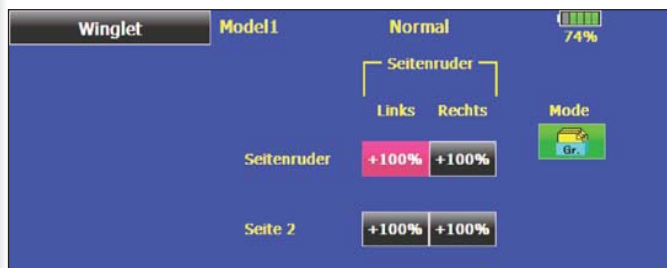 Winglet Model1 Normal 74%
Seitenruder
Links Rechts Mode
Seitenruder +100% +100% Gr.
Seite 2 +100% +100%